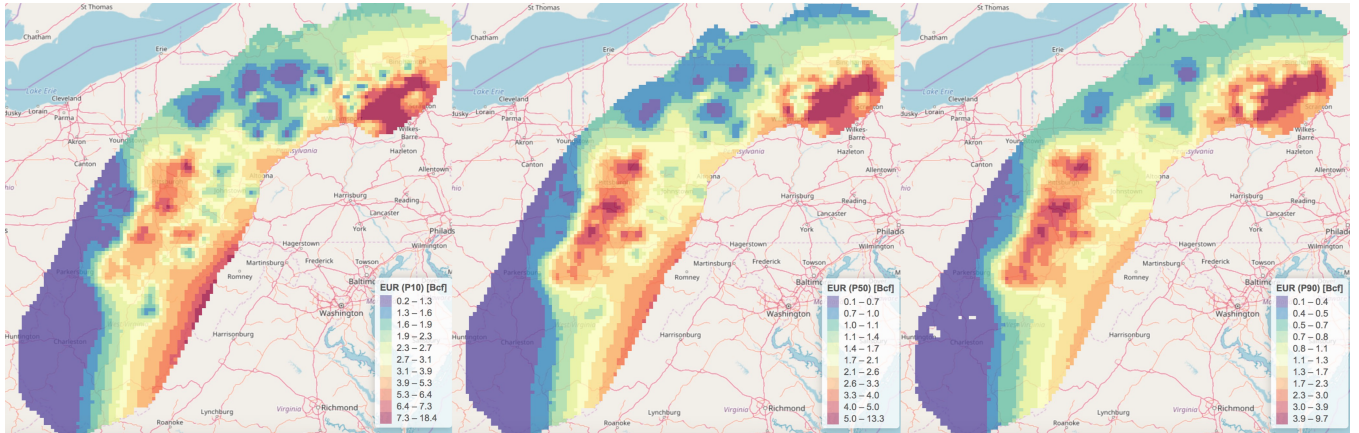 St Thomas
Chatham
Erie
Lake Erie
Cleveland
Lorain
Parma
Akron
Young
Canton
Wilkes-
Barre
Hazleton
Allentown
Harrisburg
Reading
Lancaster
York
Philade
Hagerstown
Wilmington
Martinsburg
Frederick
Towson
Romney
Baltim
Washington
Huntington
Charleston
Harrisonburg
Lynchburg
Virginia
Richmond
Roanoke
EUR (P10) [Bcf]
0.2 – 1.3
1.3 – 1.6
1.6 – 1.9
1.9 – 2.3
2.3 – 2.7
2.7 – 3.1
3.1 – 3.9
3.9 – 5.3
5.3 – 6.4
6.4 – 7.3
7.3 – 18.4
St Thomas
Chatham
Erie
Cleveland
Lorain
Parma
Akron
Canton
Wilkes-
Barre
Hazleton
Allentown
Harrisburg
Reading
Lancaster
York
Hagerstown
Wilmington
Martinsburg
Frederick
Towson
Romney
Washington
Charleston
Harrisonburg
Lynchburg
Virginia
Richmond
Roanoke
EUR (P50) [Bcf]
0.1 – 0.7
0.7 – 1.0
1.0 – 1.1
1.1 – 1.4
1.4 – 1.7
1.7 – 2.1
2.1 – 2.6
2.6 – 3.3
3.3 – 4.0
4.0 – 5.0
5.0 – 13.3
St Thomas
Chatham
Erie
Cleveland
Lorain
Parma
Akron
Canton
Wilkes-
Barre
Hazleton
Allentown
Harrisburg
Reading
Lancaster
York
Hagerstown
Wilmington
Martinsburg
Frederick
Towson
Romney
Washington
Charleston
Harrisonburg
Lynchburg
Virginia
Richmond
Roanoke
EUR (P90) [Bcf]
0.1 – 0.4
0.4 – 0.5
0.5 – 0.7
0.7 – 0.8
0.8 – 1.1
1.1 – 1.3
1.3 – 1.7
1.7 – 2.3
2.3 – 3.0
3.0 – 3.9
3.9 – 9.7